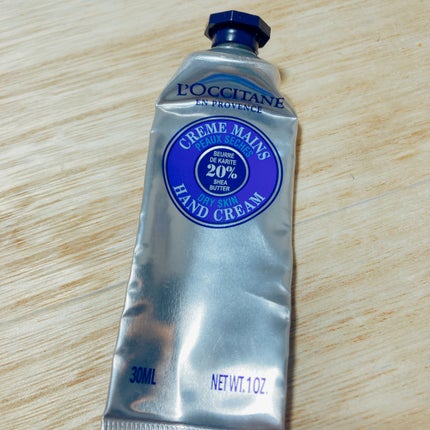 L'OCCITANE
EN PROVENCE
CREME MAINS
PEAUX SÈCHES
BEURRE
DE KARITE
20%
SHEA
BUTTER
DRY SKIN
HAND CREAM
30ML
NET WT. 1 OZ.